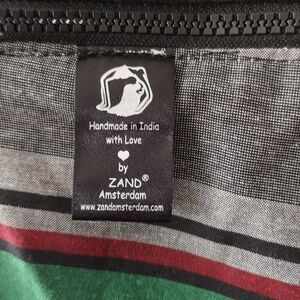 Handmade in India
with Love
by
ZAND®
Amsterdam
www.zandamsterdam.com